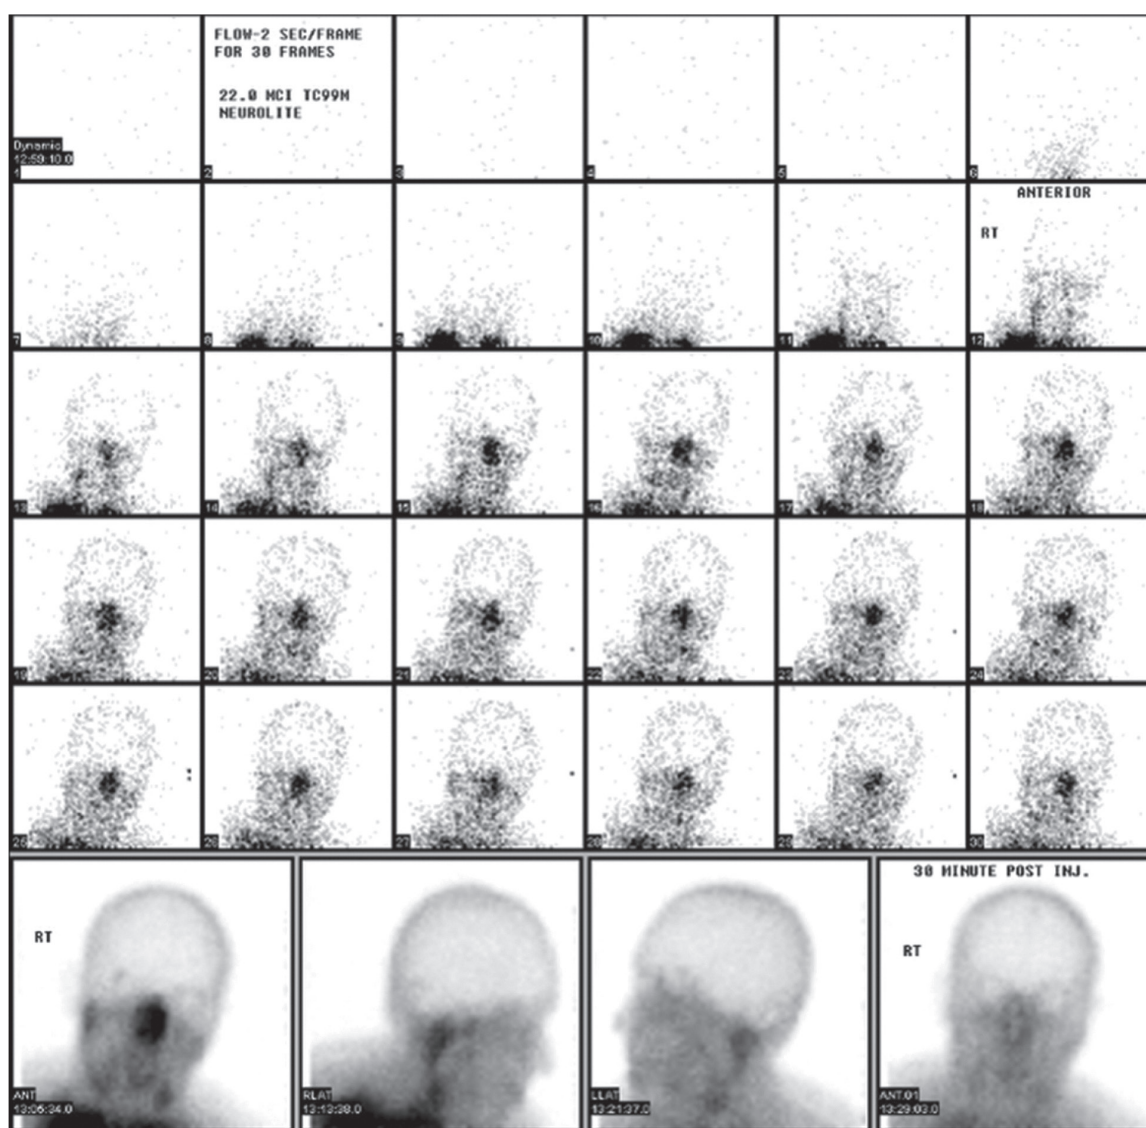 FLOW-2 SEC/FRAME
FOR 30 FRAMES
22.0 MCI TC99M
NEUROLITE
Dynamic
12:59:10.0
1
2
3
4
5
6
ANTERIOR
RT
7
8
9
10
11
12
13
14
15
16
17
18
19
20
21
22
23
24
25
26
27
28
29
30
30 MINUTE POST INJ.
RT
RT
ANT
13:05:34.0
RLAT
13:13:38.0
LLAT
13:21:37.0
ANT.01
13:29:03.0